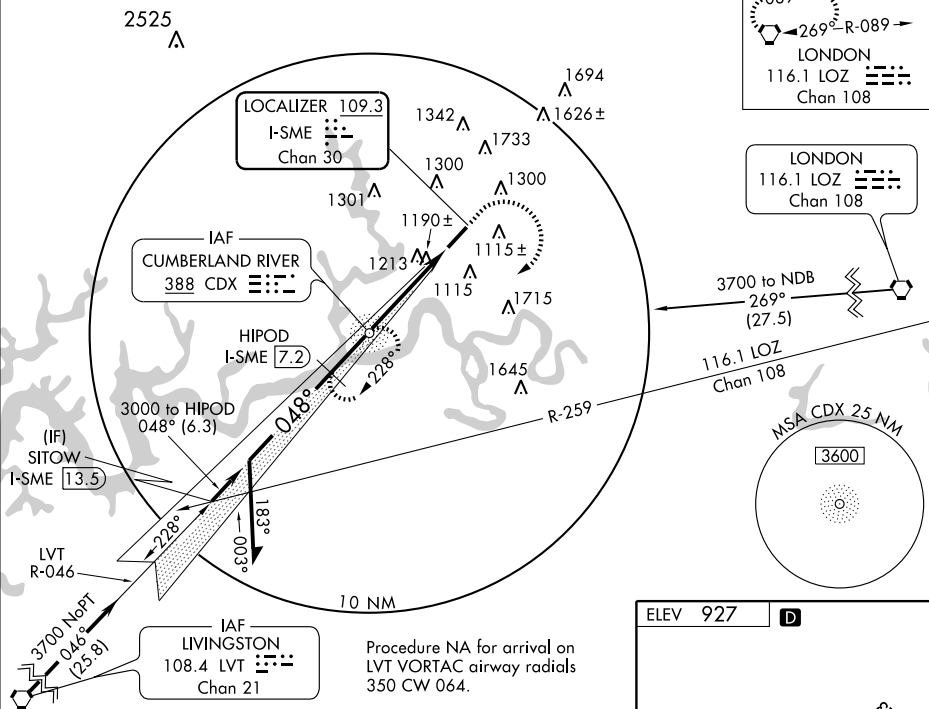 2525
269° R-089
LONDON
116.1 LOZ
Chan 108
LOCALIZER 109.3
I-SME
Chan 30
1694
1626±
1342
1733
1300
1300
1301
1190±
1213
1115±
1115
1715
1645
LONDON
116.1 LOZ
Chan 108
IAF
CUMBERLAND RIVER
388 CDX
3700 to NDB
269°
(27.5)
HIPOD
I-SME 7.2
228°
116.1 LOZ
Chan 108
R-259
3000 to HIPOD
048° (6.3)
048°
(IF)
SITOW
I-SME 13.5
MSA CDX 25 NM
3600
228°
183°
003°
LVT
R-046
10 NM
3700 NoPT
046°
(25.8)
IAF
LIVINGSTON
108.4 LVT
Chan 21
Procedure NA for arrival on
LVT VORTAC airway radials
350 CW 064.
ELEV 927 D